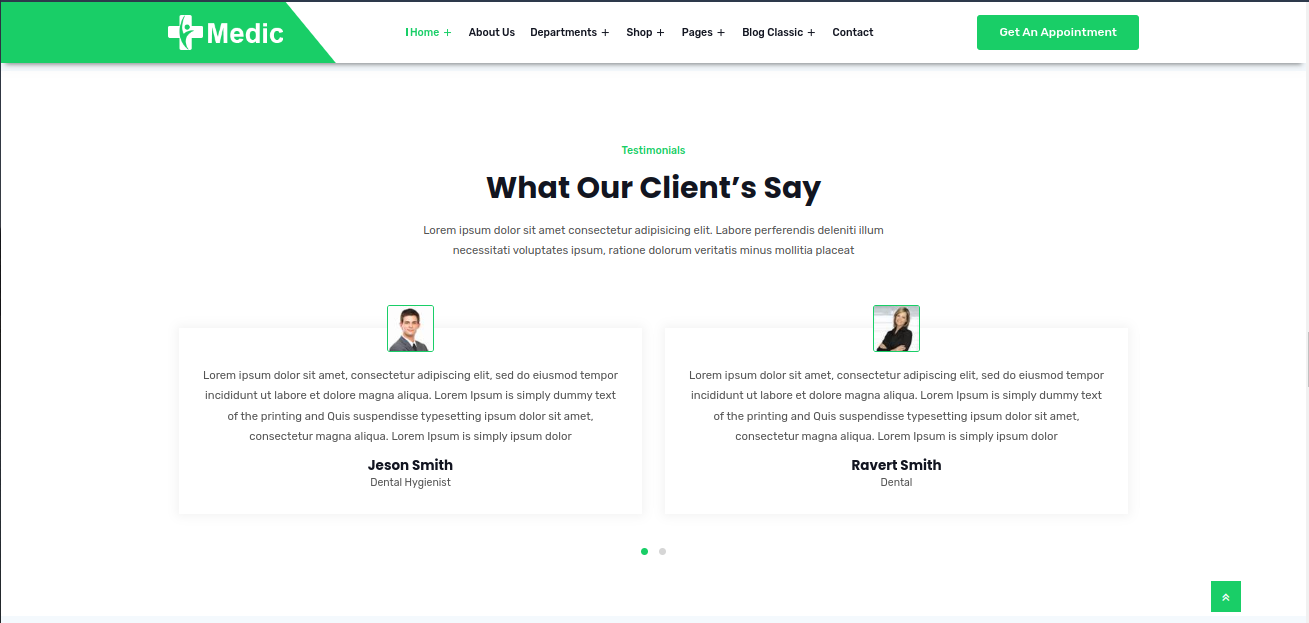 Medic
Home + About Us Departments + Shop + Pages + Blog Classic + Contact
Get An Appointment
Testimonials
What Our Client’s Say
Lorem ipsum dolor sit amet consectetur adipisicing elit. Labore perferendis deleniti illum
necessitati voluptates ipsum, ratione dolorum veritatis minus mollitia placeat
Lorem ipsum dolor sit amet, consectetur adipiscing elit, sed do eiusmod tempor
incididunt ut labore et dolore magna aliqua. Lorem Ipsum is simply dummy text
of the printing and Quis suspendisse typesetting ipsum dolor sit amet,
consectetur magna aliqua. Lorem Ipsum is simply ipsum dolor
Jeson Smith
Dental Hygienist
Lorem ipsum dolor sit amet, consectetur adipiscing elit, sed do eiusmod tempor
incididunt ut labore et dolore magna aliqua. Lorem Ipsum is simply dummy text
of the printing and Quis suspendisse typesetting ipsum dolor sit amet,
consectetur magna aliqua. Lorem Ipsum is simply ipsum dolor
Ravert Smith
Dental